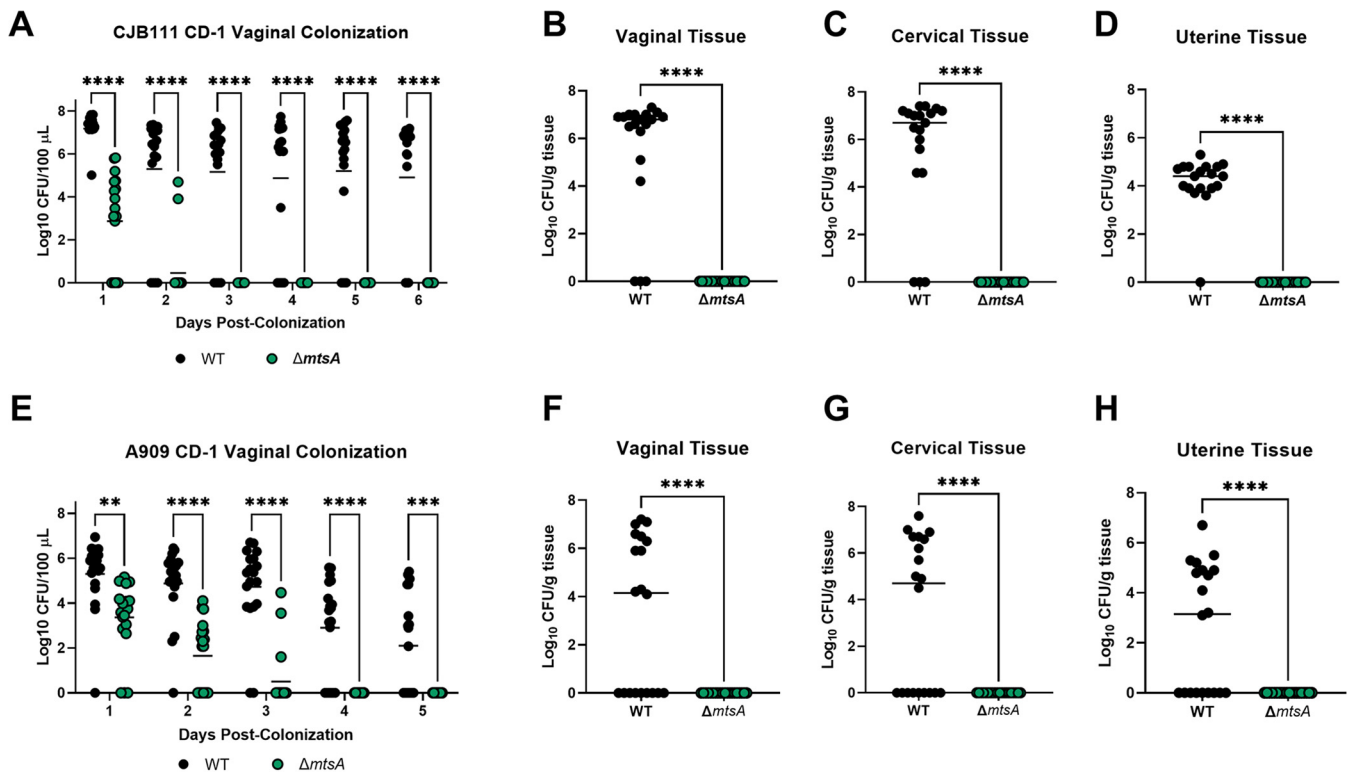 A
CJB111 CD-1 Vaginal Colonization
Log10 CFU/100 µL
8
6
4
2
0
**** **** **** **** **** ****
1 2 3 4 5 6
Days Post-Colonization
WT ΔmtsA
B
Vaginal Tissue
Log10 CFU/g tissue
8
6
4
2
0
****
WT ΔmtsA
C
Cervical Tissue
Log10 CFU/g tissue
8
6
4
2
0
****
WT ΔmtsA
D
Uterine Tissue
Log10 CFU/g tissue
8
6
4
2
0
****
WT ΔmtsA
E
A909 CD-1 Vaginal Colonization
Log10 CFU/100 µL
8
6
4
2
0
** **** **** **** ***
1 2 3 4 5
Days Post-Colonization
WT ΔmtsA
F
Vaginal Tissue
Log10 CFU/g tissue
8
6
4
2
0
****
WT ΔmtsA
G
Cervical Tissue
Log10 CFU/g tissue
8
6
4
2
0
****
WT ΔmtsA
H
Uterine Tissue
Log10 CFU/g tissue
8
6
4
2
0
****
WT ΔmtsA